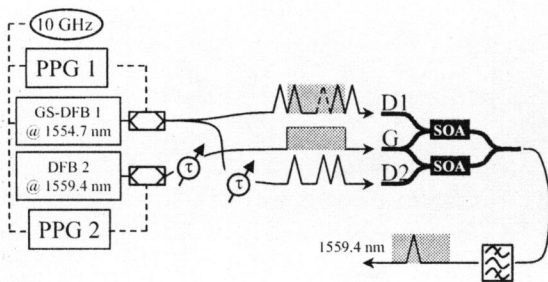 10 GHz
PPG 1
GS-DFB 1
@ 1554.7 nm
DFB 2
@ 1559.4 nm
PPG 2
τ
τ
D1
G
D2
SOA
SOA
1559.4 nm